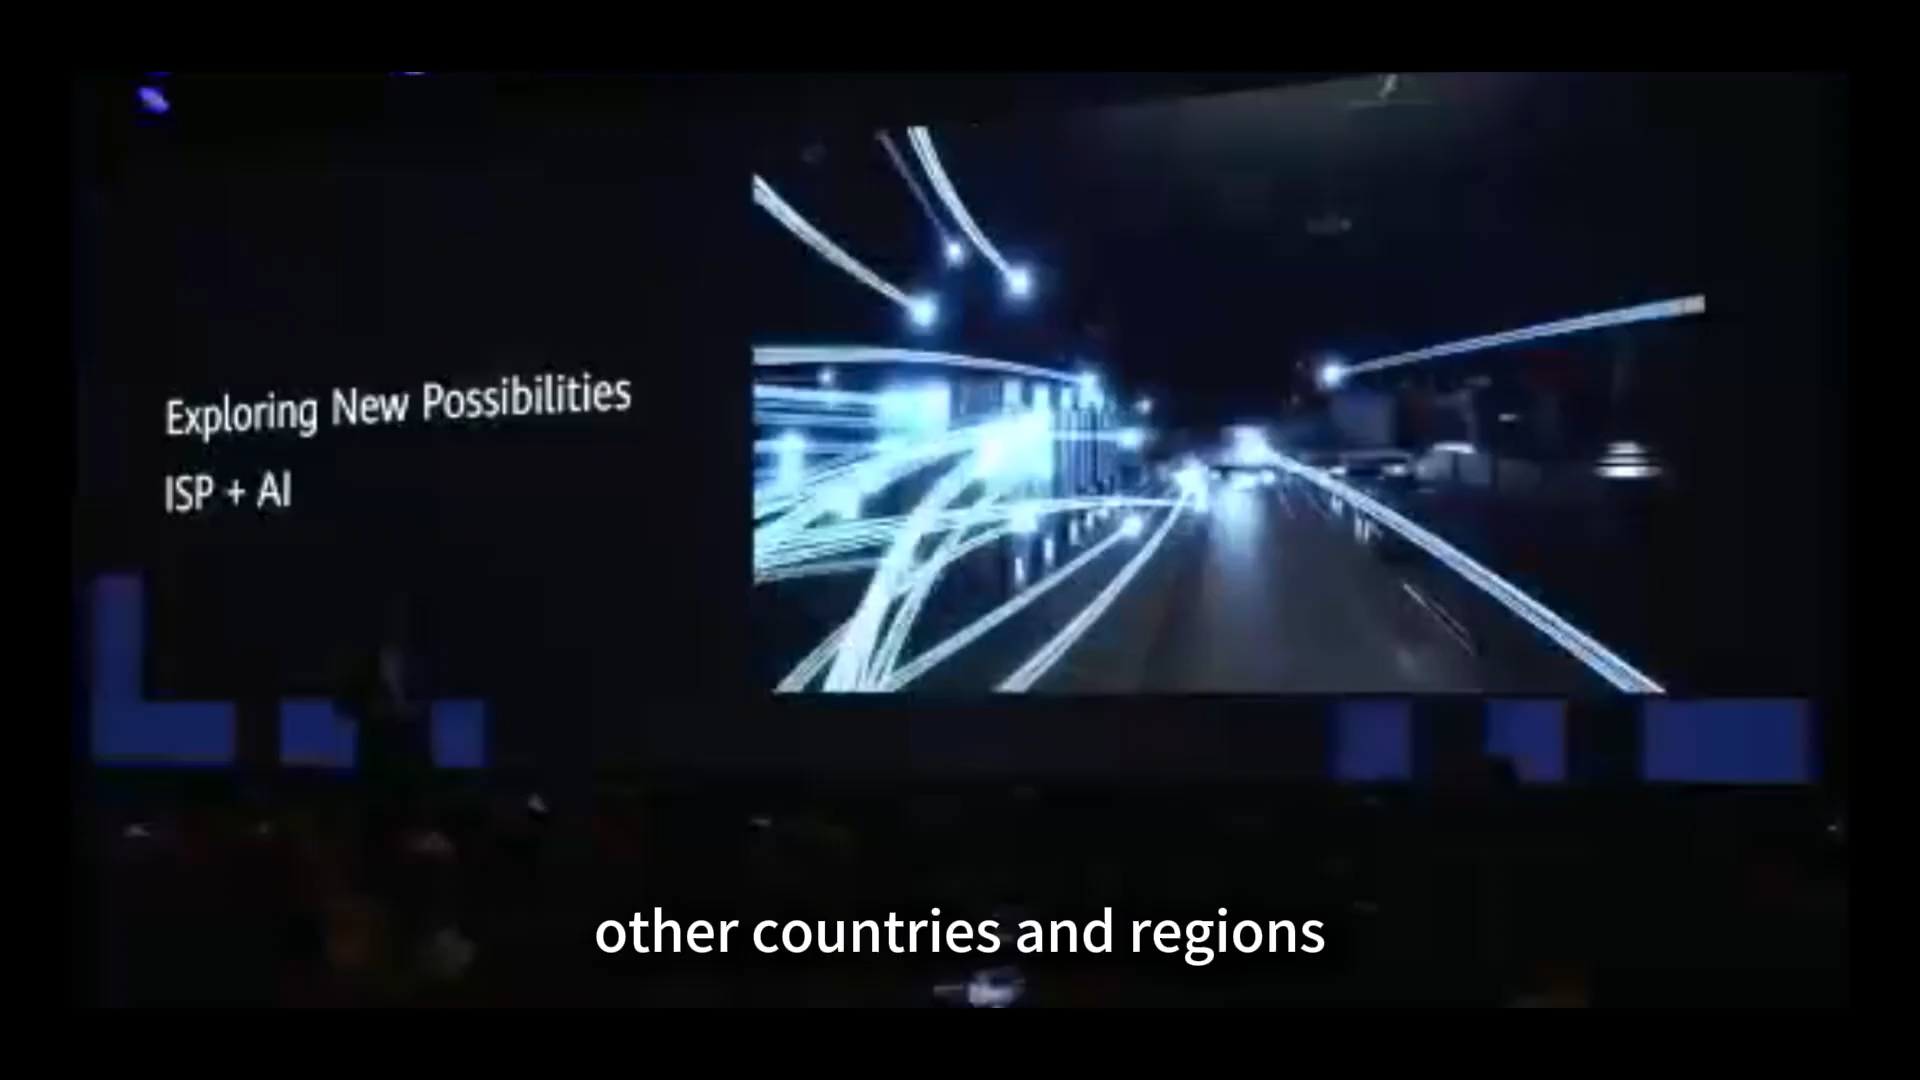 Exploring New Possibilities
ISP + AI
other countries and regions